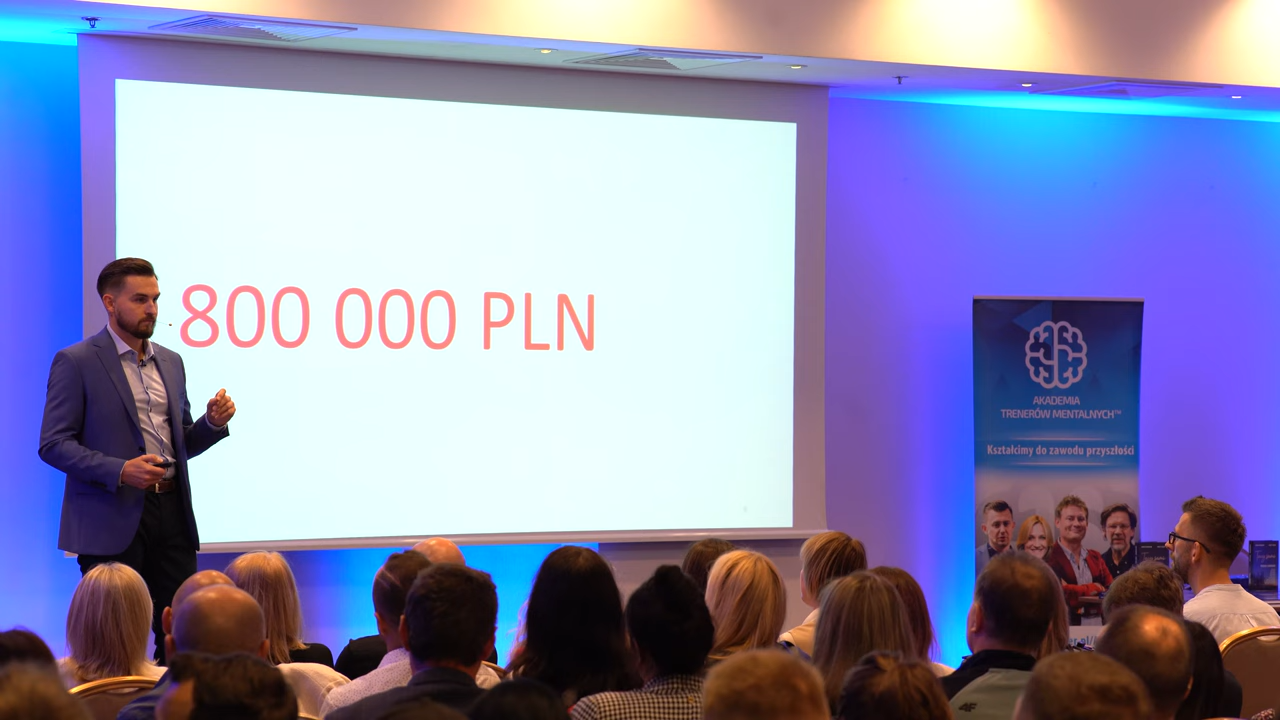 800 000 PLN
AKADEMIA
TRENERÓW MENTALNYCH™
Kształcimy do zawodu przyszłości